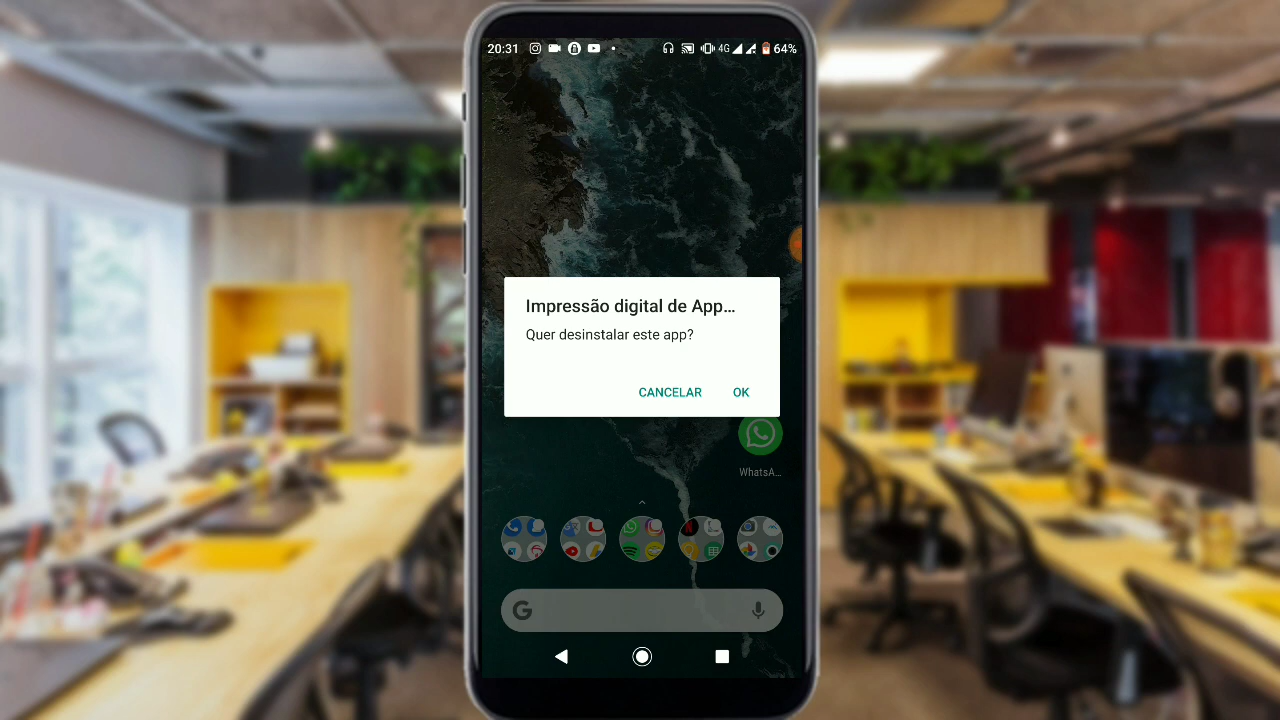 20:31
4G
64%
Impressão digital de App...
Quer desinstalar este app?
CANCELAR OK
WhatsA...
G